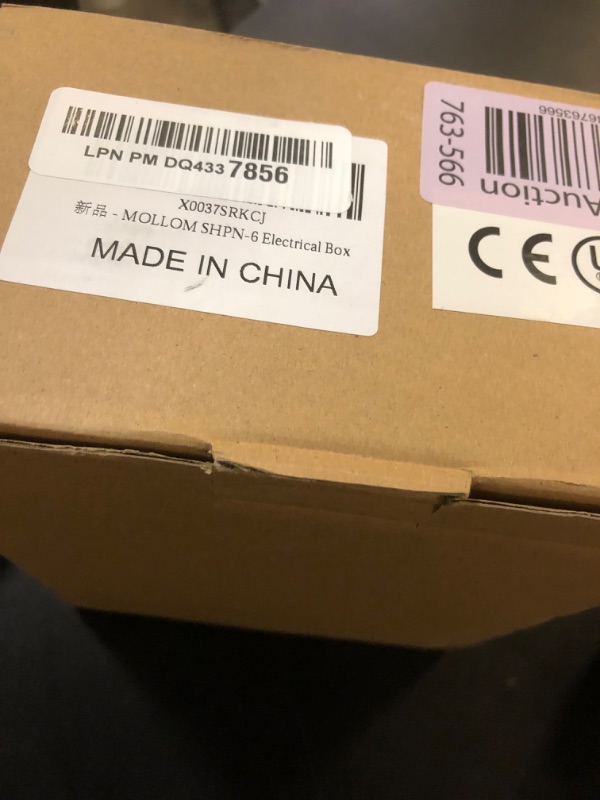 LPN PM DQ4337856
X0037SRKCJ
新品 - MOLLOM SHPN-6 Electrical Box
MADE IN CHINA
763-566
Auction
CE